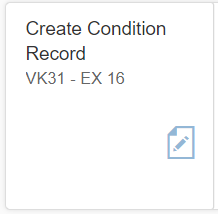 Create Condition
Record
VK31 - EX 16